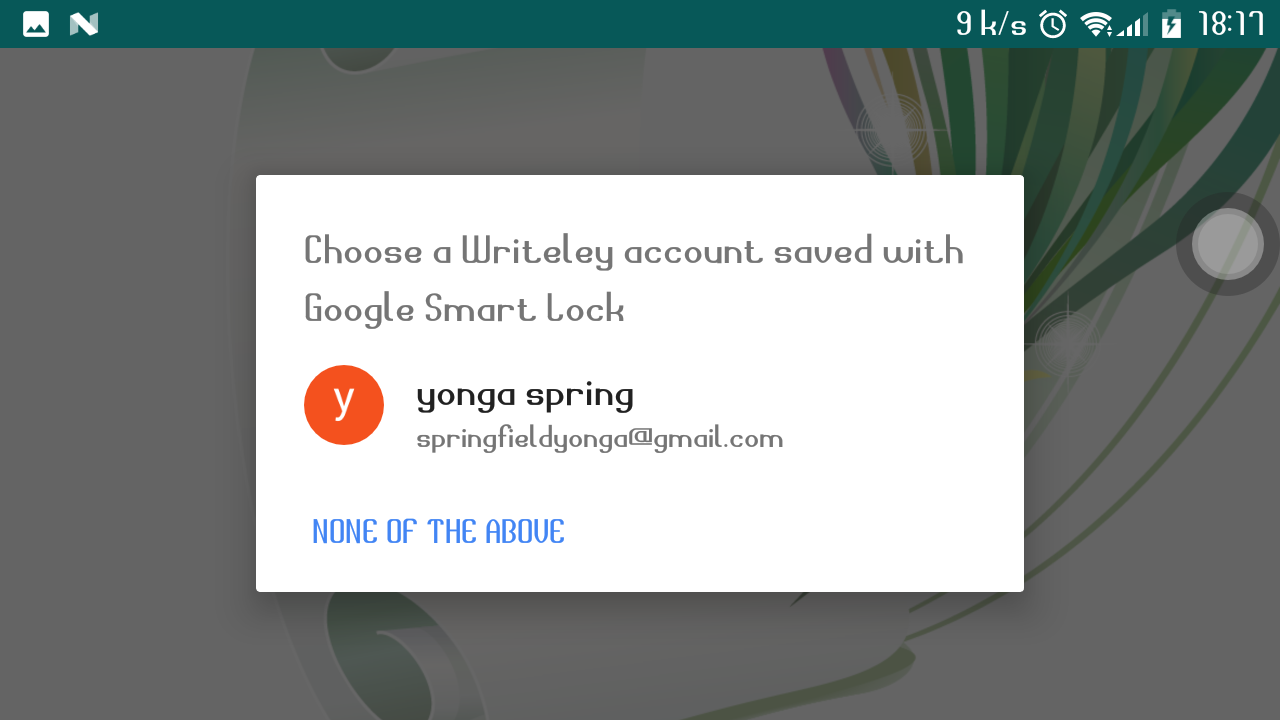 9 k/s 18:17
Choose a Writeley account saved with
Google Smart Lock
y
yonga spring
springfieldyonga@gmail.com
NONE OF THE ABOVE